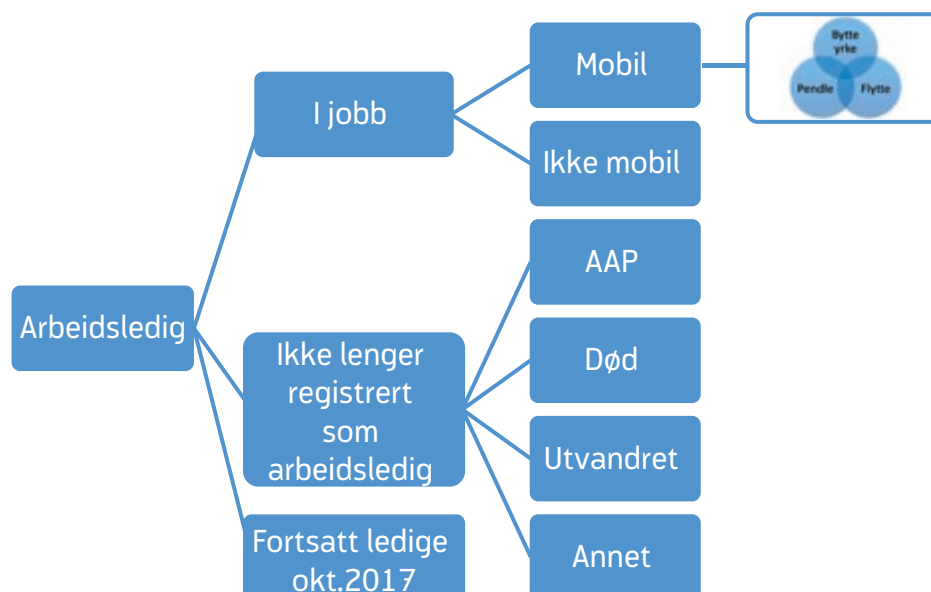 Arbeidsledig
I jobb
Ikke lenger
registrert
som
arbeidsledig
Fortsatt ledige
okt.2017
Mobil
Ikke mobil
AAP
Død
Utvandret
Annet
Bytte
yrke
Pendle
Flytte